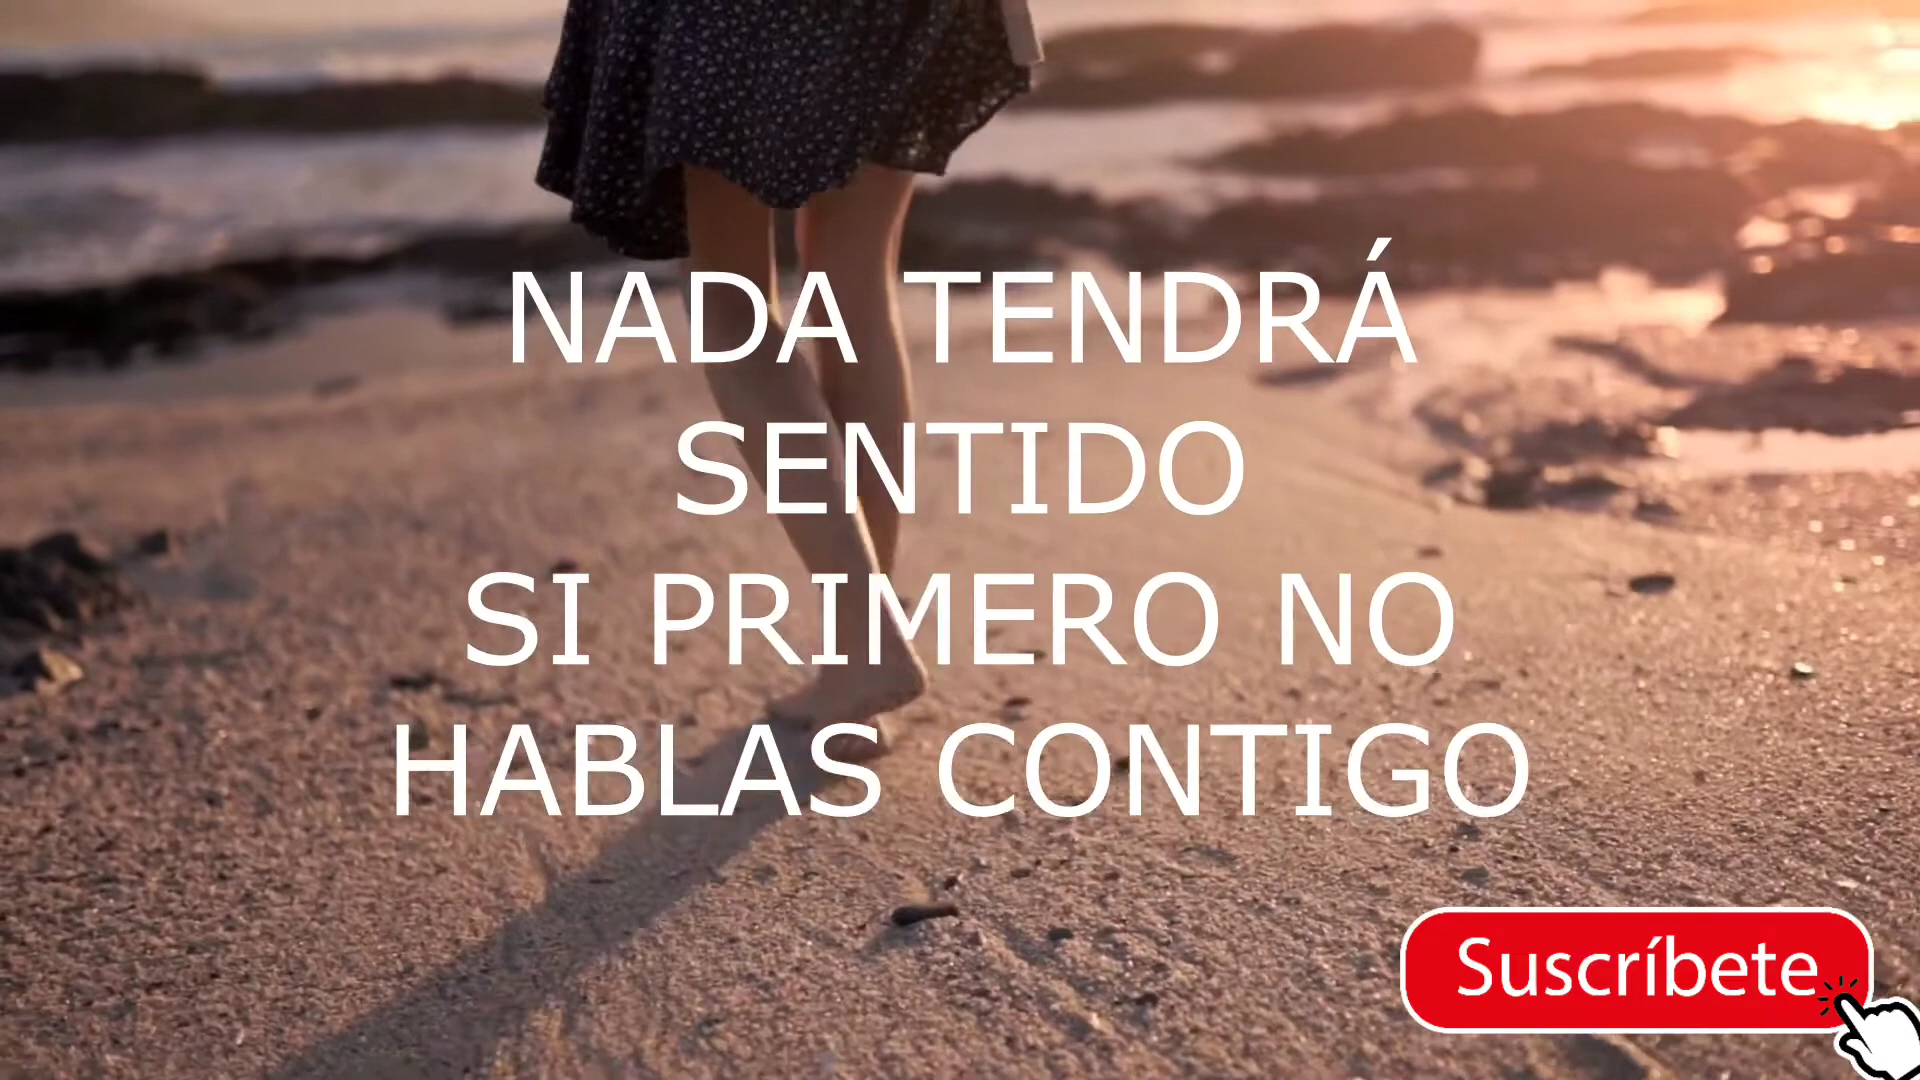 NADA TENDRÁ
SENTIDO
SI PRIMERO NO
HABLAS CONTIGO
Suscríbete